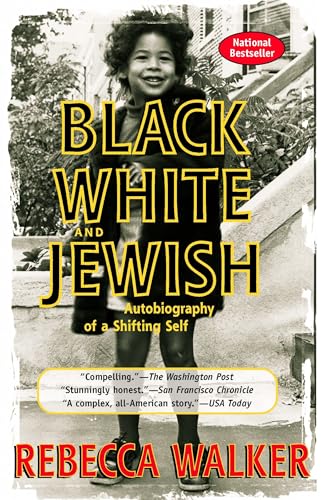 National
Bestseller
BLACK
WHITE
AND
JEWISH
Autobiography
of a Shifting Self
“Compelling.”—The Washington Post
“Stunningly honest.”—San Francisco Chronicle
“A complex, all-American story.”—USA Today
REBECCA WALKER